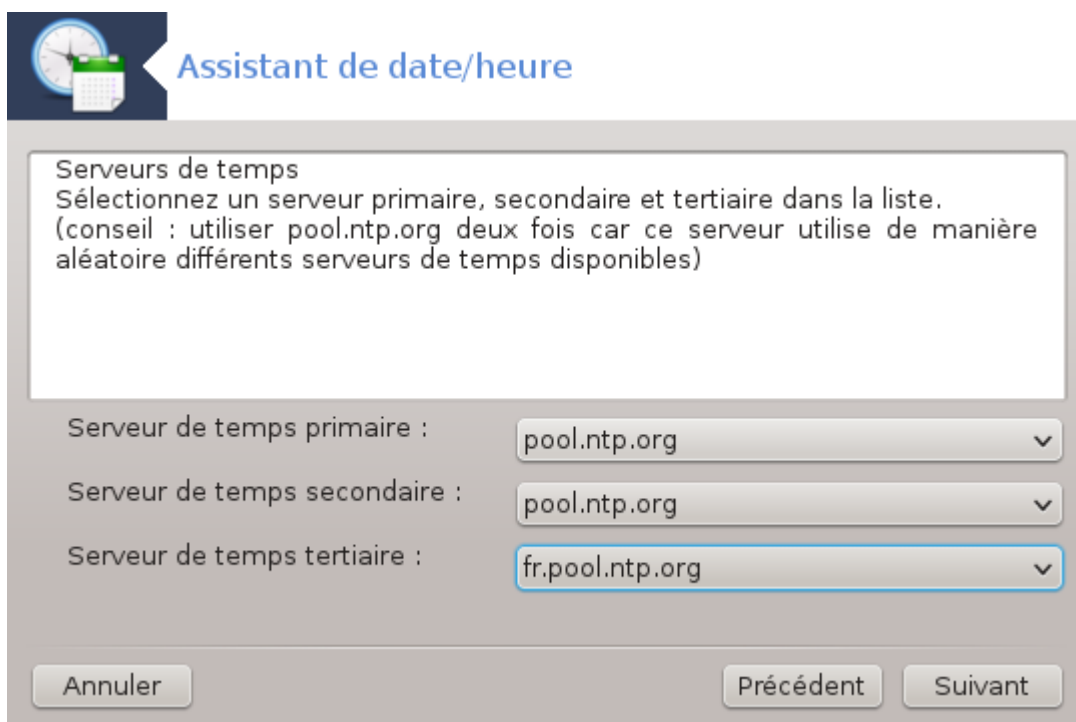 Assistant de date/heure
Serveurs de temps
Sélectionnez un serveur primaire, secondaire et tertiaire dans la liste.
(conseil : utiliser pool.ntp.org deux fois car ce serveur utilise de manière
aléatoire différents serveurs de temps disponibles)
Serveur de temps primaire :
pool.ntp.org
Serveur de temps secondaire :
pool.ntp.org
Serveur de temps tertiaire :
fr.pool.ntp.org
Annuler
Précédent
Suivant